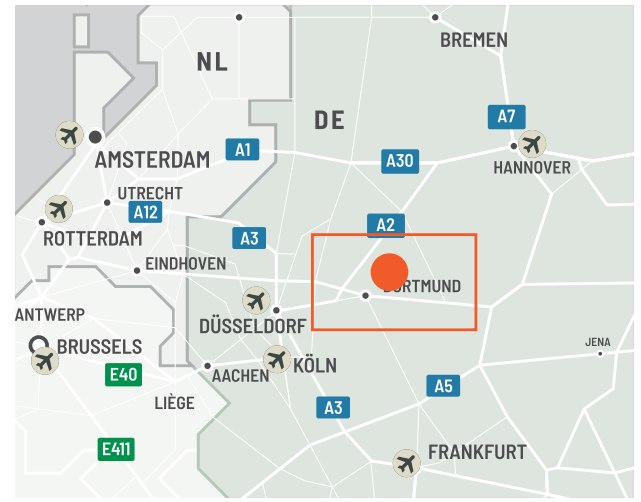 BREMEN
NL
A7
DE
A1
A30
AMSTERDAM
HANNOVER
UTRECHT
A12
A2
ROTTERDAM
A3
EINDHOVEN
DORTMUND
ANTWERP
DÜSSELDORF
BRUSSELS
JENA
KÖLN
E40
AACHEN
A5
LIÈGE
A3
E411
FRANKFURT